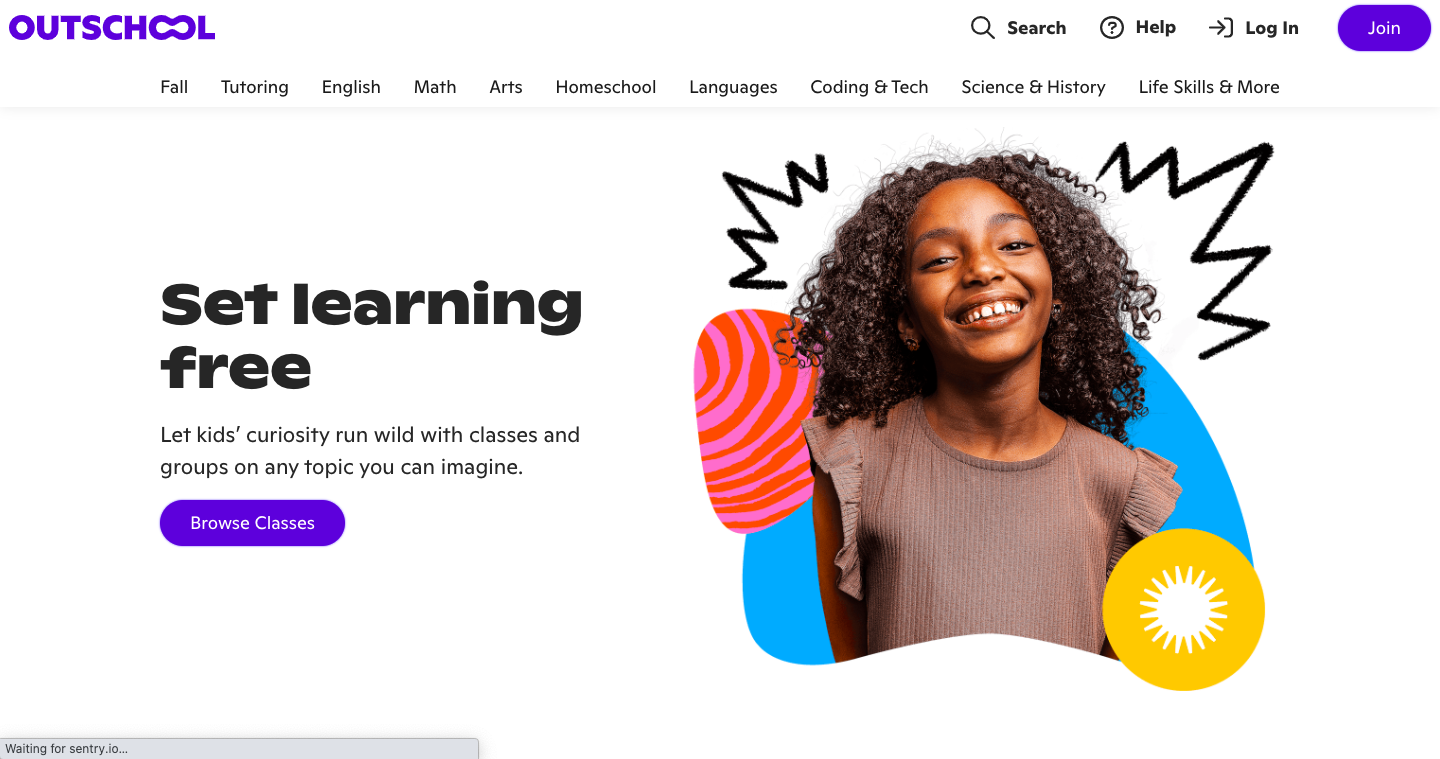 OUTSCHOOL
Search
Help
Log In
Join
Fall
Tutoring
English
Math
Arts
Homeschool
Languages
Coding & Tech
Science & History
Life Skills & More
Set learning
free
Let kids’ curiosity run wild with classes and
groups on any topic you can imagine.
Browse Classes
Waiting for sentry.io...